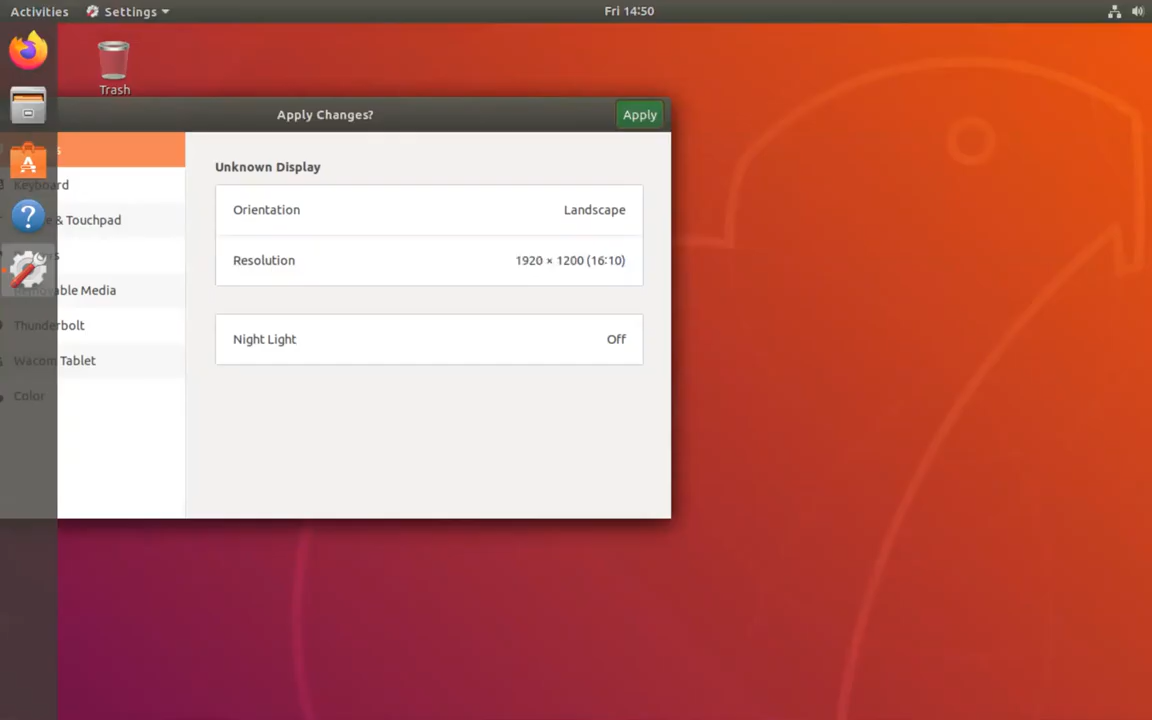 Activities Settings Fri 14:50
Trash
Apply Changes? Apply
Unknown Display
Keyboard
Orientation Landscape
& Touchpad
Resolution 1920 × 1200 (16:10)
Removable Media
Thunderbolt
Night Light Off
Wacom Tablet
Color